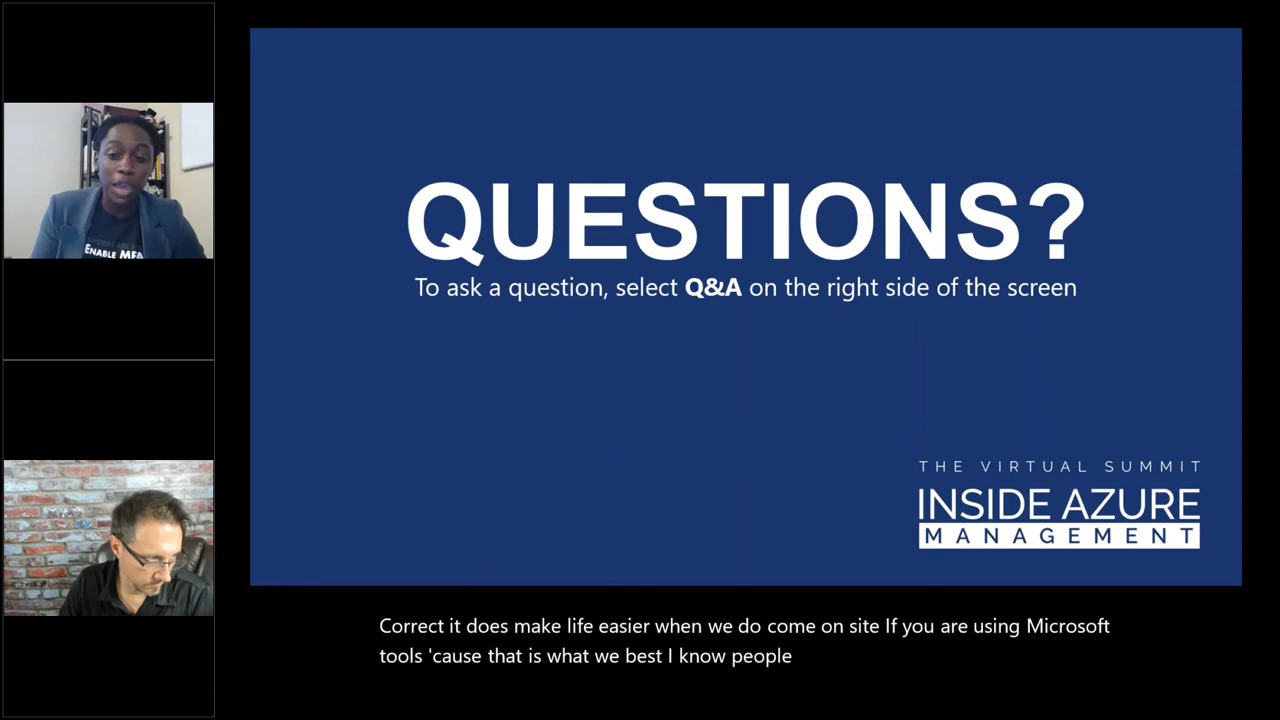 ENABLE MFA
QUESTIONS?
To ask a question, select Q&A on the right side of the screen
THE VIRTUAL SUMMIT
INSIDE AZURE
MANAGEMENT
Correct it does make life easier when we do come on site If you are using Microsoft
tools 'cause that is what we best I know people